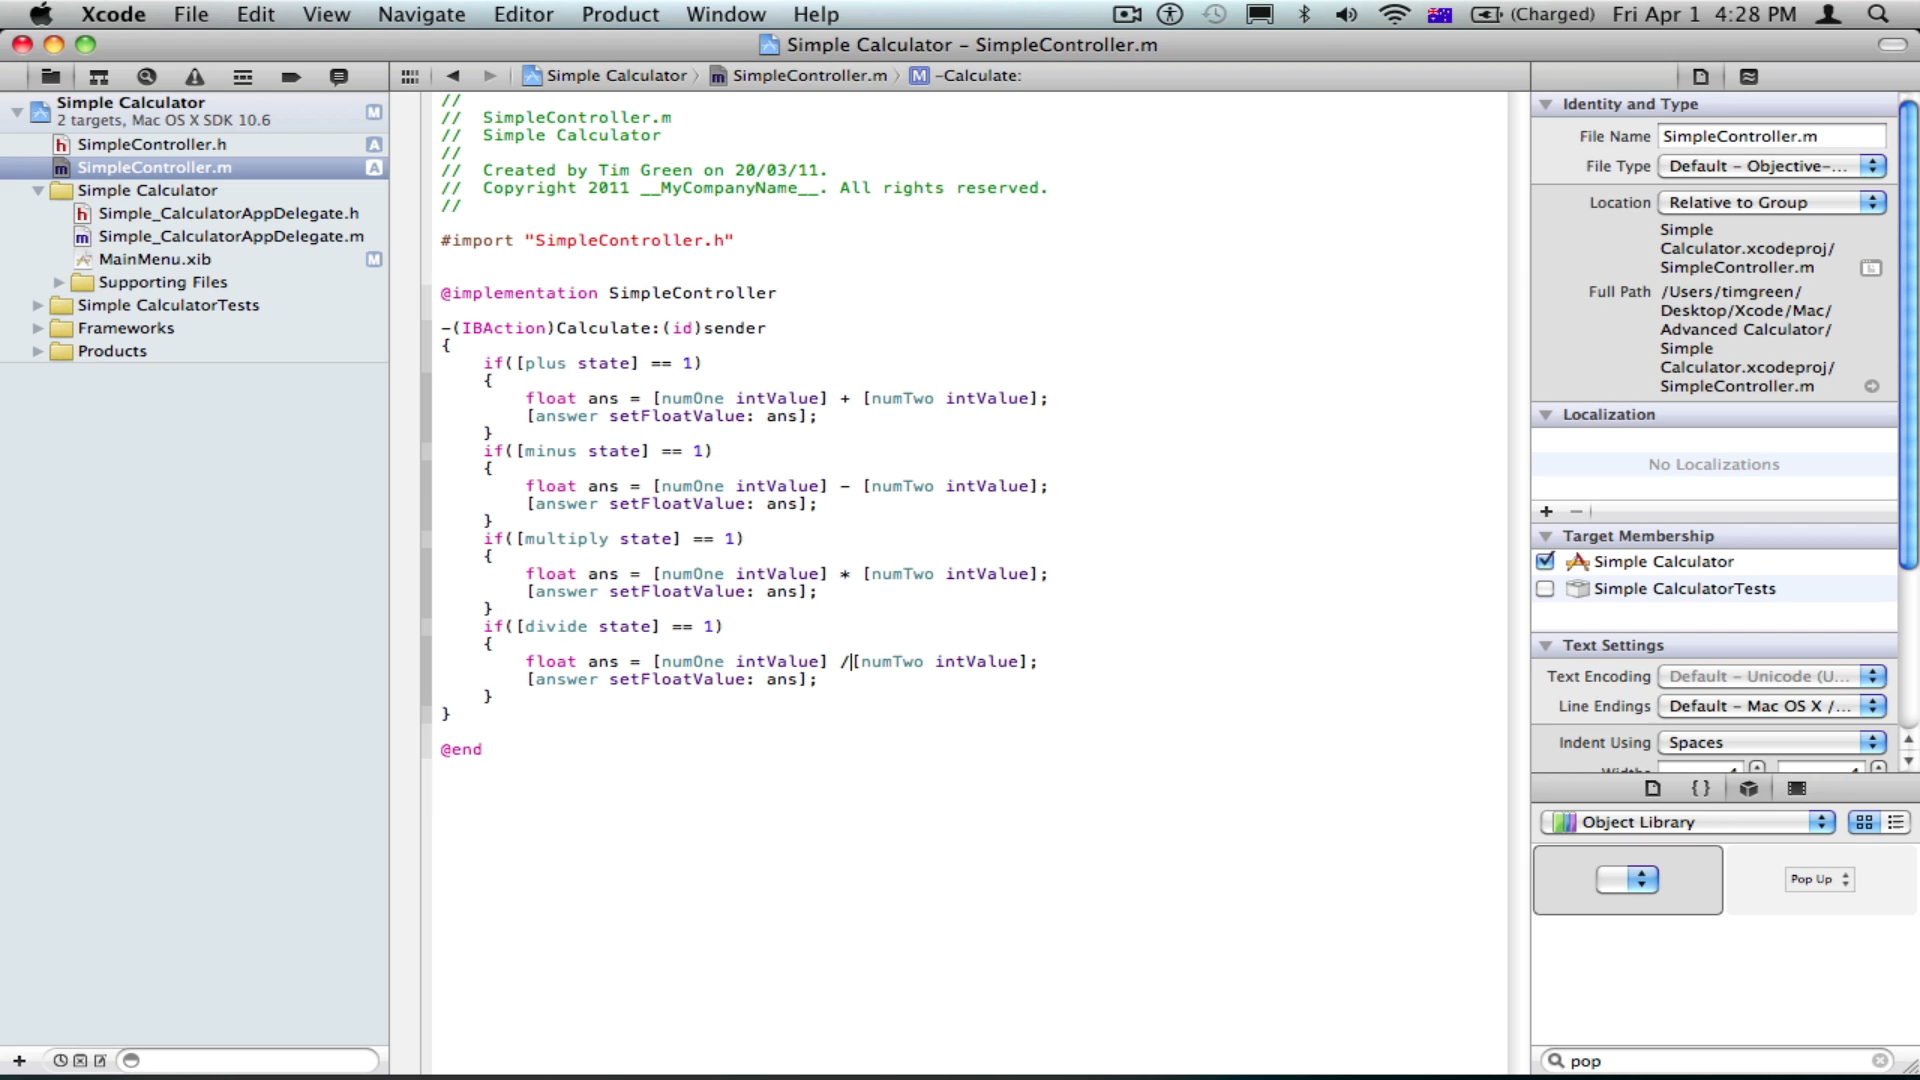 Xcode File Edit View Navigate Editor Product Window Help (Charged) Fri Apr 1 4:28 PM
Simple Calculator – SimpleController.m
Simple Calculator SimpleController.m M -Calculate:
Simple Calculator M
2 targets, Mac OS X SDK 10.6
h SimpleController.h A
m SimpleController.m A
Simple Calculator
h Simple_CalculatorAppDelegate.h
m Simple_CalculatorAppDelegate.m
MainMenu.xib M
Supporting Files
Simple CalculatorTests
Frameworks
Products
//
//  SimpleController.m
//  Simple Calculator
//
//  Created by Tim Green on 20/03/11.
//  Copyright 2011 __MyCompanyName__. All rights reserved.
//
#import "SimpleController.h"
@implementation SimpleController
-(IBAction)Calculate:(id)sender
{
if([plus state] == 1)
{
float ans = [numOne intValue] + [numTwo intValue];
[answer setFloatValue: ans];
}
if([minus state] == 1)
{
float ans = [numOne intValue] - [numTwo intValue];
[answer setFloatValue: ans];
}
if([multiply state] == 1)
{
float ans = [numOne intValue] * [numTwo intValue];
[answer setFloatValue: ans];
}
if([divide state] == 1)
{
float ans = [numOne intValue] /[numTwo intValue];
[answer setFloatValue: ans];
}
}
@end
Identity and Type
File Name SimpleController.m
File Type Default – Objective-...
Location Relative to Group
Simple
Calculator.xcodeproj/
SimpleController.m
Full Path /Users/timgreen/
Desktop/Xcode/Mac/
Advanced Calculator/
Simple
Calculator.xcodeproj/
SimpleController.m
Localization
No Localizations
+ −
Target Membership
Simple Calculator
Simple CalculatorTests
Text Settings
Text Encoding Default – Unicode (U...
Line Endings Default – Mac OS X /...
Indent Using Spaces
{ }
Object Library
Pop Up
pop